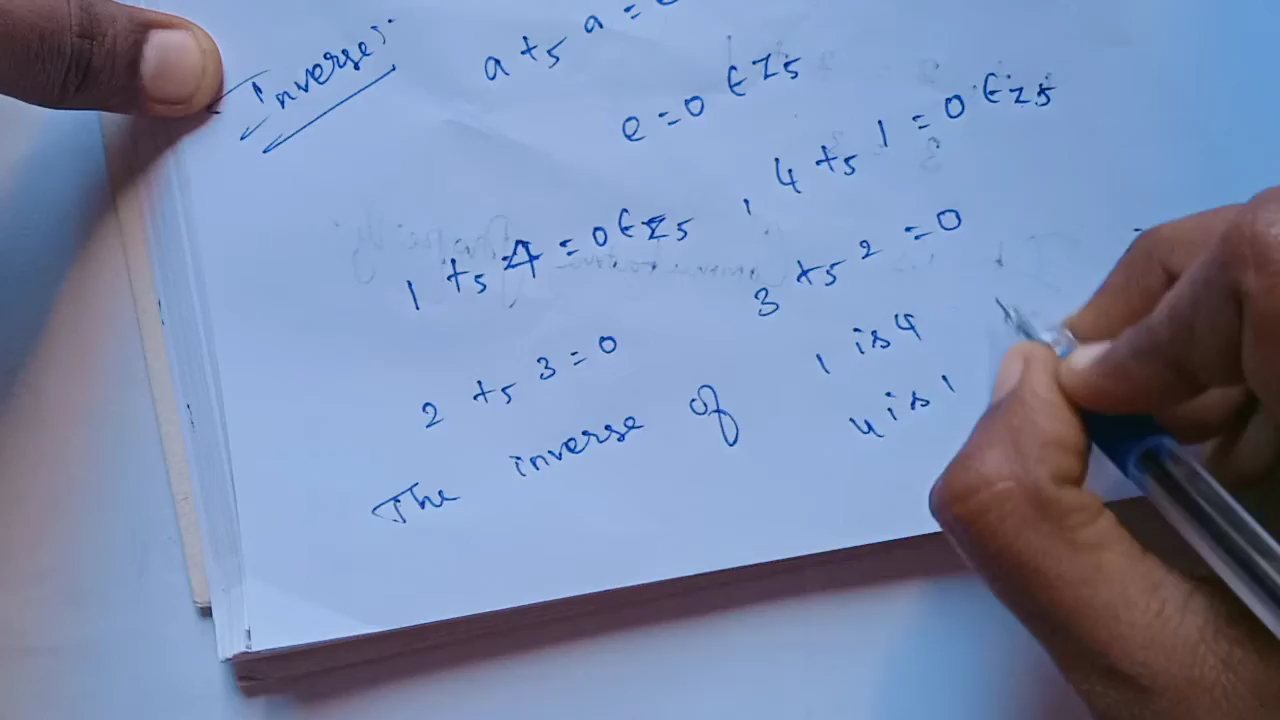 Inverse:
a +5 a =
e = 0 ∈ Z5
1 +5 4 = 0 ∈ Z5 , 4 +5 1 = 0 ∈ Z5
2 +5 3 = 0 3 +5 2 = 0
The inverse of 1 is 4
4 is 1